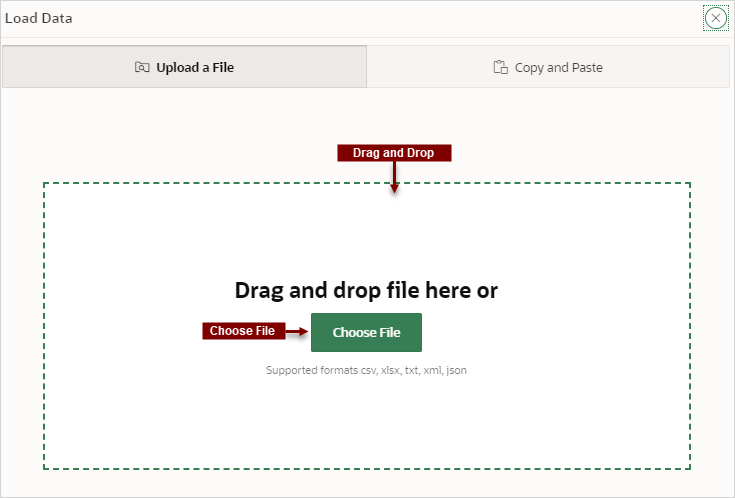 Load Data
Upload a File
Copy and Paste
Drag and Drop
Drag and drop file here or
Choose File
Choose File
Supported formats csv, xlsx, txt, xml, json